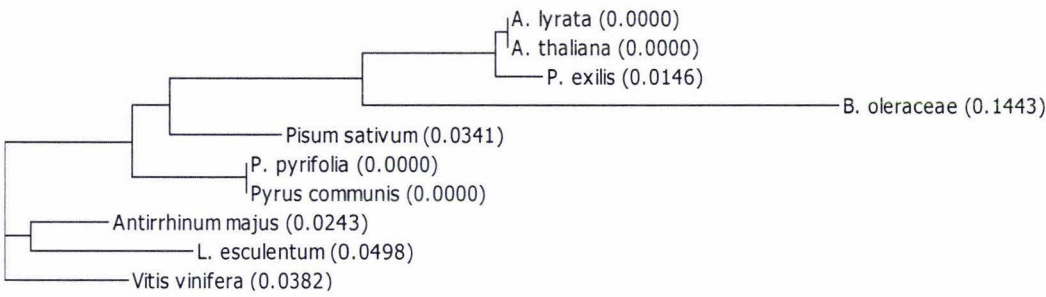 A. lyrata (0.0000)
A. thaliana (0.0000)
P. exilis (0.0146)
B. oleraceae (0.1443)
Pisum sativum (0.0341)
P. pyrifolia (0.0000)
Pyrus communis (0.0000)
Antirrhinum majus (0.0243)
L. esculentum (0.0498)
Vitis vinifera (0.0382)